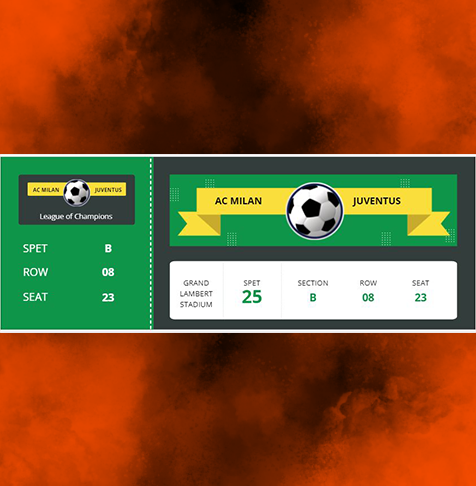 AC MILAN JUVENTUS
League of Champions
SPET B
ROW 08
SEAT 23
AC MILAN JUVENTUS
GRAND
LAMBERT
STADIUM
SPET
25
SECTION
B
ROW
08
SEAT
23